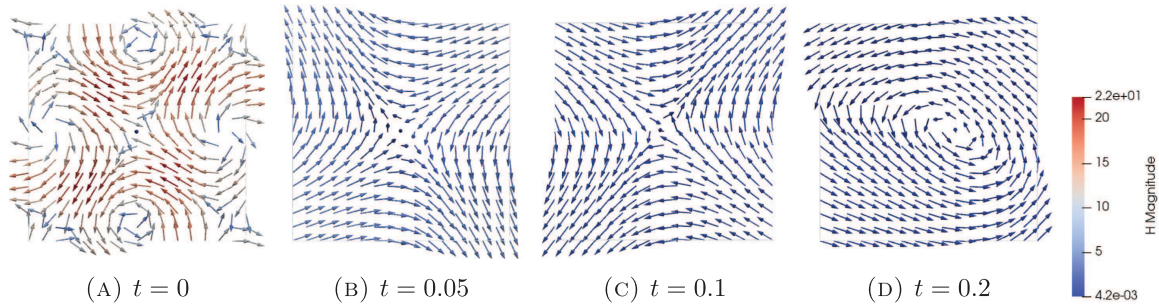 2.2e+01
20
15
10
5
4.2e-03
H Magnitude
(A) t = 0
(B) t = 0.05
(C) t = 0.1
(D) t = 0.2